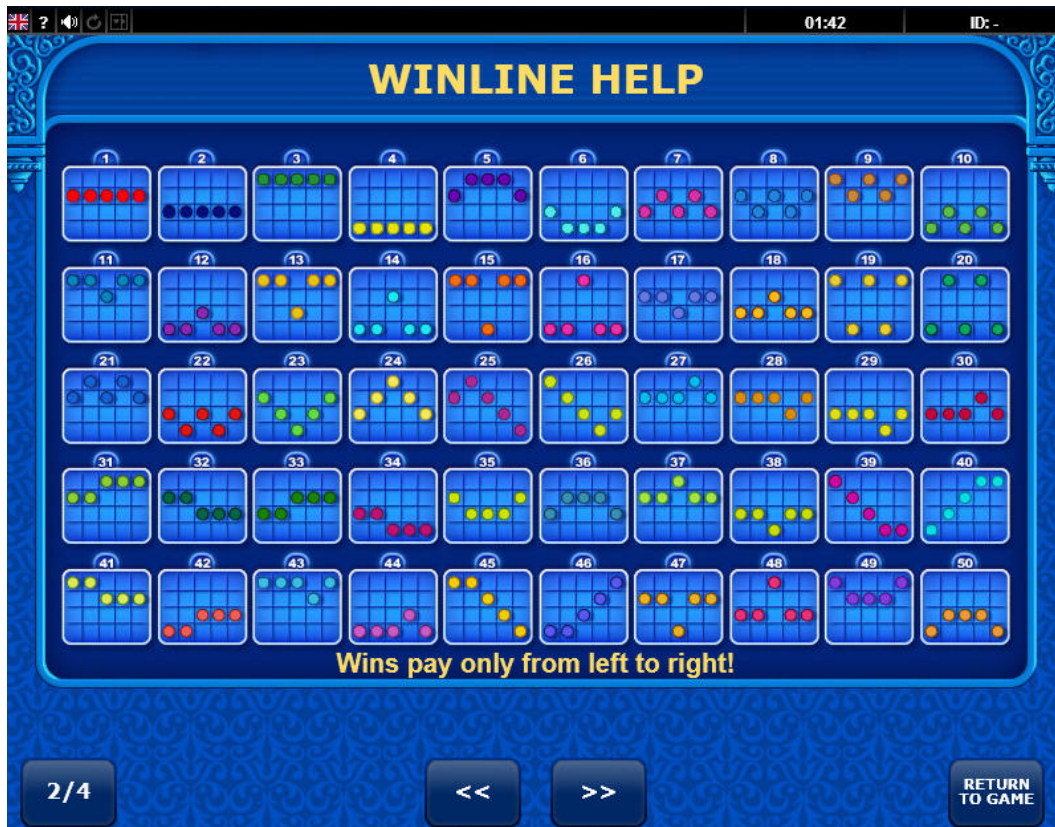 ? 01:42 ID: -
WINLINE HELP
1 2 3 4 5 6 7 8 9 10
11 12 13 14 15 16 17 18 19 20
21 22 23 24 25 26 27 28 29 30
31 32 33 34 35 36 37 38 39 40
41 42 43 44 45 46 47 48 49 50
Wins pay only from left to right!
2/4 << >> RETURN
TO GAME